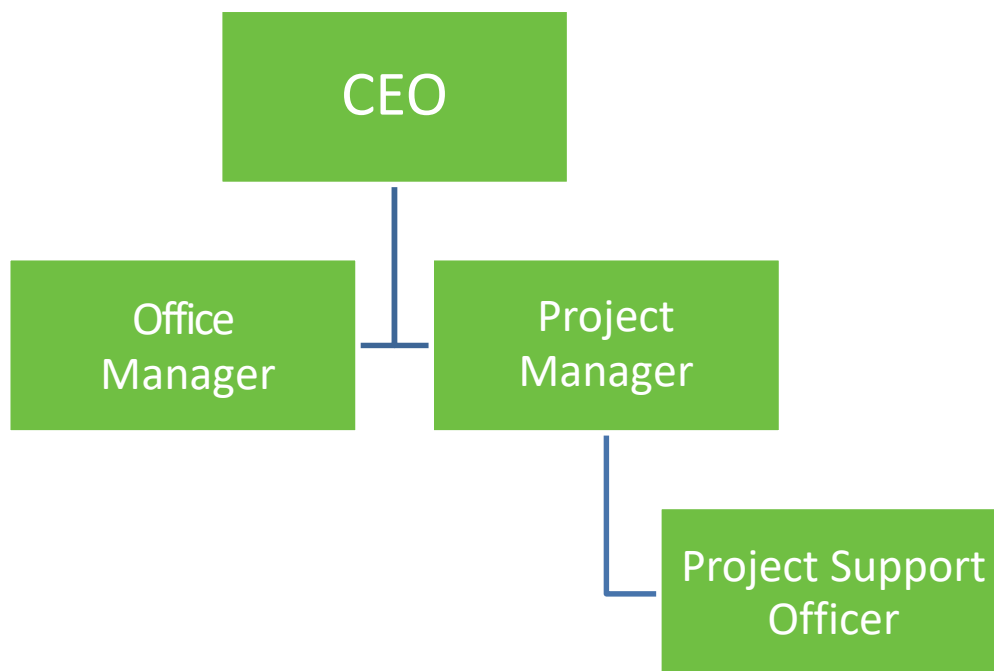 CEO
Office
Manager
Project
Manager
Project Support
Officer